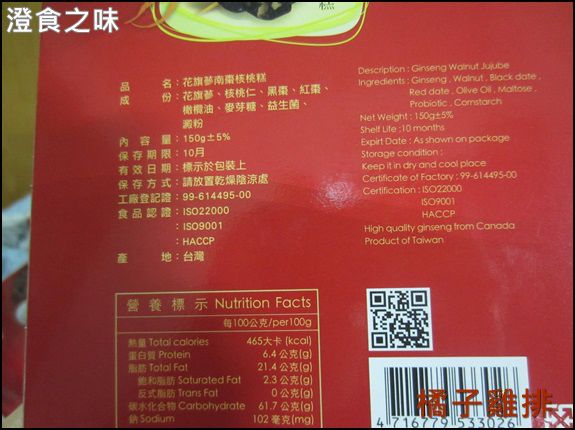 澄食之味
糕
品 名:花旗蔘南棗核桃糕
成 份:花旗蔘、核桃仁、黑棗、紅棗、
橄欖油、麥芽糖、益生菌、
澱粉
內 容 量:150g±5%
保存期限:10月
有效日期:標示於包裝上
保存方式:請放置乾燥陰涼處
工廠登記證:99-614495-00
食品認證:ISO22000
:ISO9001
:HACCP
產 地:台灣
Description : Ginseng Walnut Jujube
Ingredients : Ginseng , Walnut , Black date ,
Red date , Olive Oil , Maltose ,
Probiotic , Cornstarch
Net Weight : 150g±5%
Shelf Life :10 months
Expirt Date : As shown on package
Storage condition :
Keep it in dry and cool place
Certificate of Factory : 99-614495-00
Certification : ISO22000
ISO9001
HACCP
High quality ginseng from Canada
Product of Taiwan
營養標示 Nutrition Facts
每100公克/per100g
熱量 Total calories 465大卡(kcal)
蛋白質 Protein 6.4 公克(g)
脂肪 Total Fat 21.4 公克(g)
飽和脂肪 Saturated Fat 2.3 公克(g)
反式脂肪 Trans Fat 0 公克(g)
碳水化合物 Carbohydrate 61.7 公克(g)
鈉 Sodium 102 毫克(mg)
橘子雞排
4 716779 533026